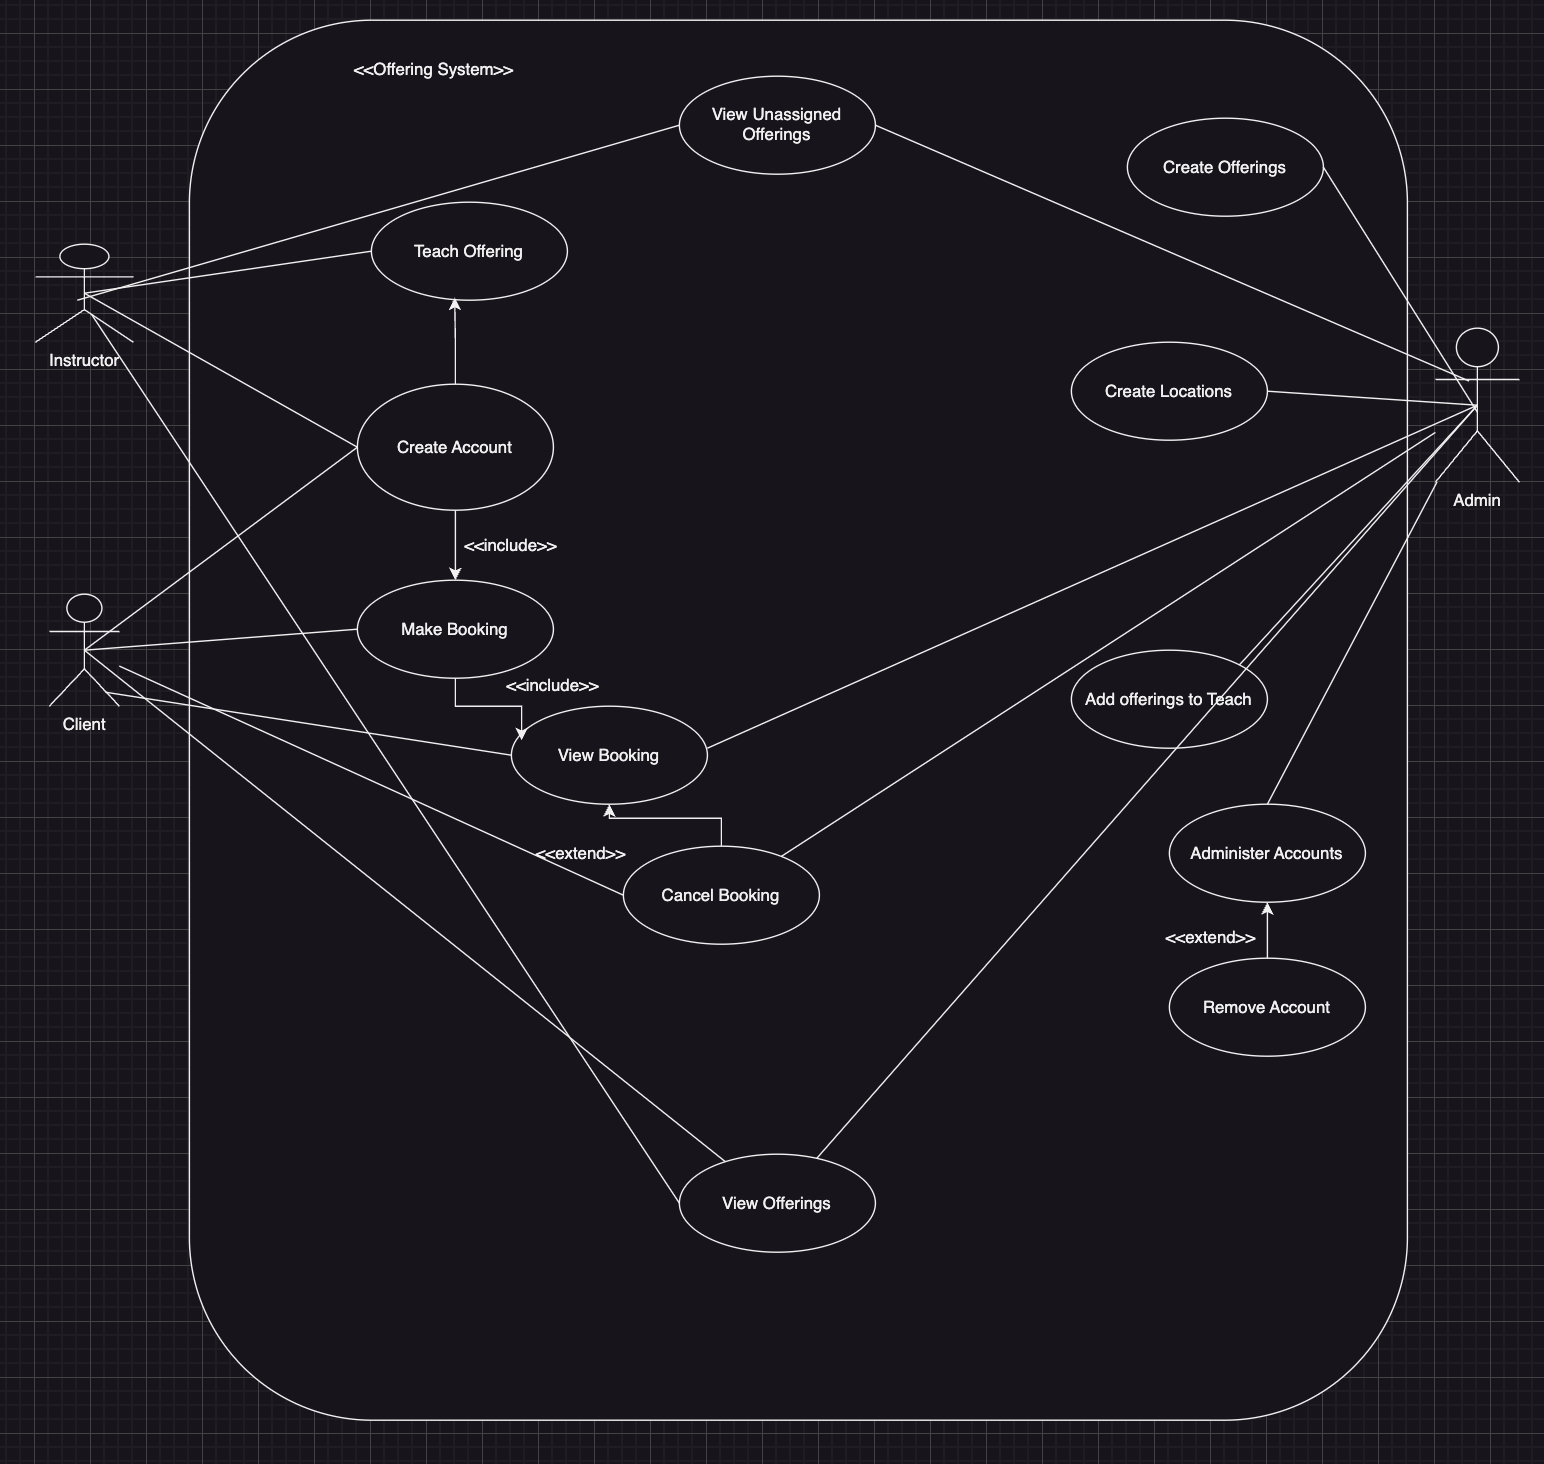 <<Offering System>>
View Unassigned
Offerings
Create Offerings
Teach Offering
Instructor
Create Locations
Create Account
Admin
<<include>>
Make Booking
<<include>>
Client
Add offerings to Teach
View Booking
<<extend>>
Administer Accounts
Cancel Booking
<<extend>>
Remove Account
View Offerings